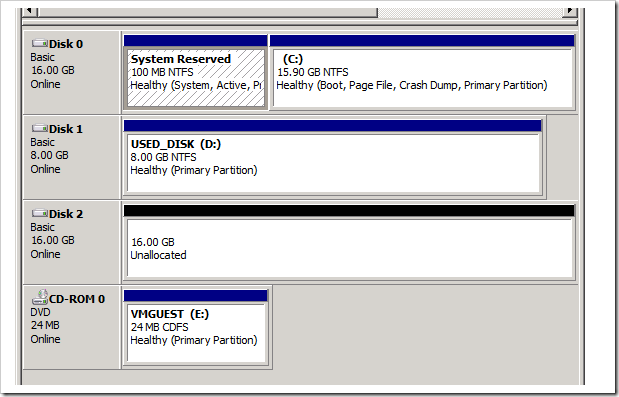 Disk 0
Basic
16.00 GB
Online
System Reserved
100 MB NTFS
Healthy (System, Active, P
(C:)
15.90 GB NTFS
Healthy (Boot, Page File, Crash Dump, Primary Partition)
Disk 1
Basic
8.00 GB
Online
USED_DISK (D:)
8.00 GB NTFS
Healthy (Primary Partition)
Disk 2
Basic
16.00 GB
Online
16.00 GB
Unallocated
CD-ROM 0
DVD
24 MB
Online
VMGUEST (E:)
24 MB CDFS
Healthy (Primary Partition)